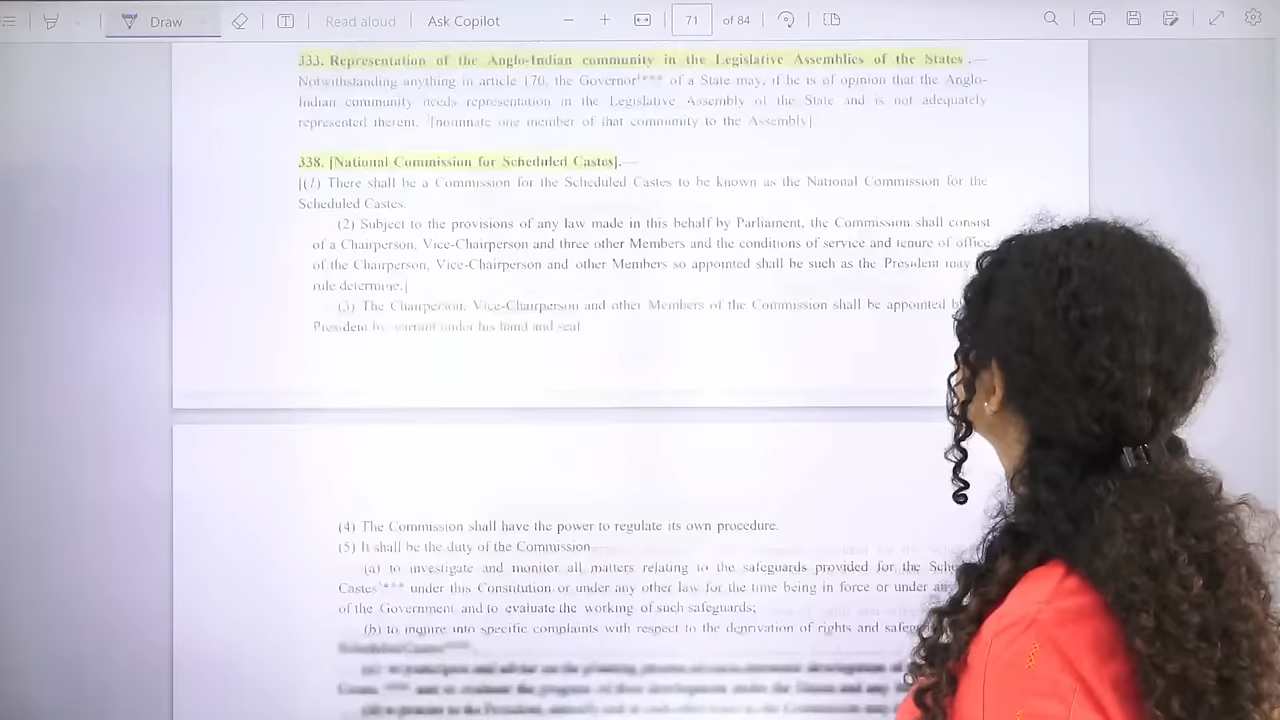 Draw
Read aloud
Ask Copilot
71 of 84
333. Representation of the Anglo-Indian community in the Legislative Assemblies of the States.—
Notwithstanding anything in article 170, the Governor1*** of a State may, if he is of opinion that the Anglo-
Indian community needs representation in the Legislative Assembly of the State and is not adequately
represented therein, [nominate one member of that community to the Assembly].
338. [National Commission for Scheduled Castes].—
[(1) There shall be a Commission for the Scheduled Castes to be known as the National Commission for the
Scheduled Castes.
(2) Subject to the provisions of any law made in this behalf by Parliament, the Commission shall consist
of a Chairperson, Vice-Chairperson and three other Members and the conditions of service and tenure of office
of the Chairperson, Vice-Chairperson and other Members so appointed shall be such as the President may
rule determine.]
(3) The Chairperson, Vice-Chairperson and other Members of the Commission shall be appointed
President by warrant under his hand and seal
(4) The Commission shall have the power to regulate its own procedure.
(5) It shall be the duty of the Commission—
(a) to investigate and monitor all matters relating to the safeguards provided for the
Castes1*** under this Constitution or under any other law for the time being in force or under
of the Government and to evaluate the working of such safeguards;
(b) to inquire into specific complaints with respect to the deprivation of rights and